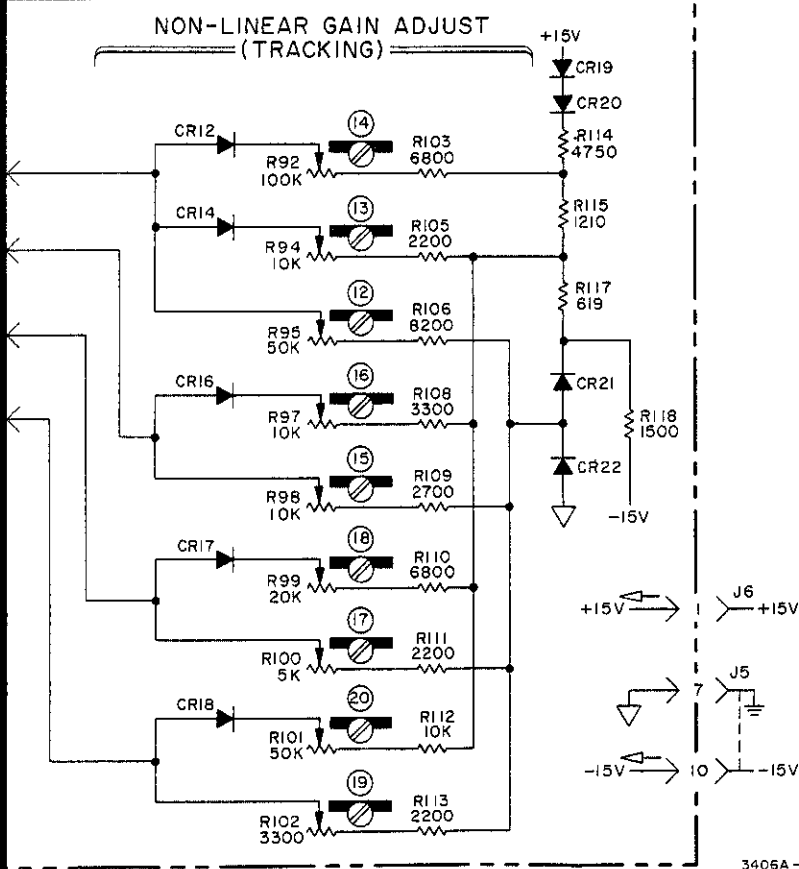 NON-LINEAR GAIN ADJUST
(TRACKING)
+15V
CR19
CR20
R114
4750
CR12
14
R103
6800
R92
100K
R115
1210
CR14
13
R105
2200
R94
10K
R117
619
12
R106
8200
R95
50K
CR16
16
R108
3300
R97
10K
CR21
R118
1500
15
R109
2700
R98
10K
CR22
-15V
CR17
18
R110
6800
R99
20K
17
R111
2200
R100
5K
CR18
20
R112
10K
R101
50K
19
R113
2200
R102
3300
+15V 1 J6 +15V
7 J5
-15V 10 -15V
3406A-